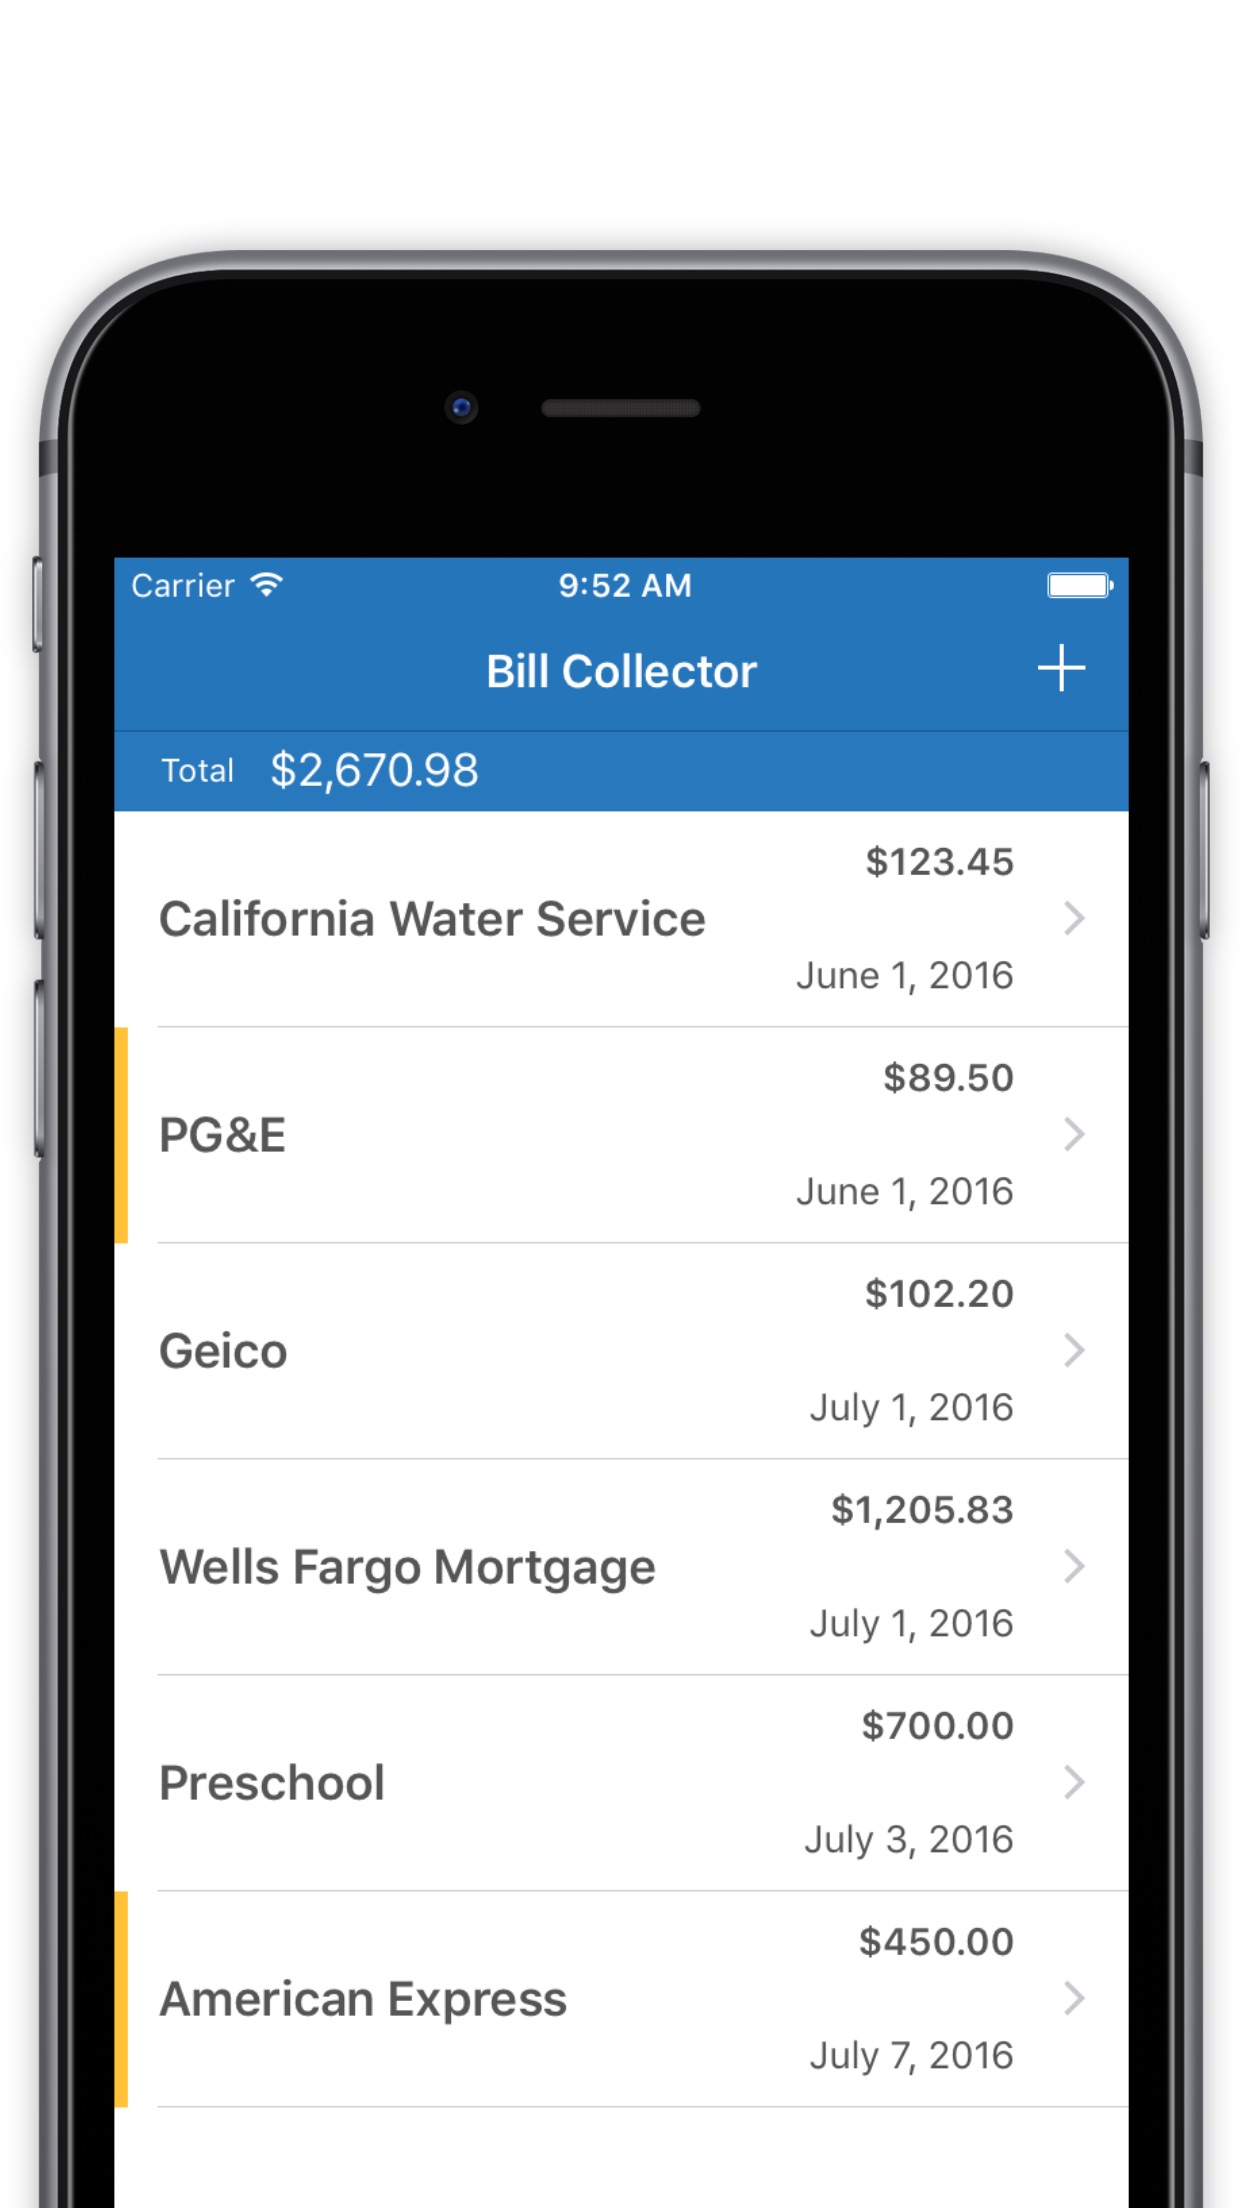 Carrier 9:52 AM
Bill Collector
Total $2,670.98
$123.45
California Water Service
June 1, 2016
$89.50
PG&E
June 1, 2016
$102.20
Geico
July 1, 2016
$1,205.83
Wells Fargo Mortgage
July 1, 2016
$700.00
Preschool
July 3, 2016
$450.00
American Express
July 7, 2016